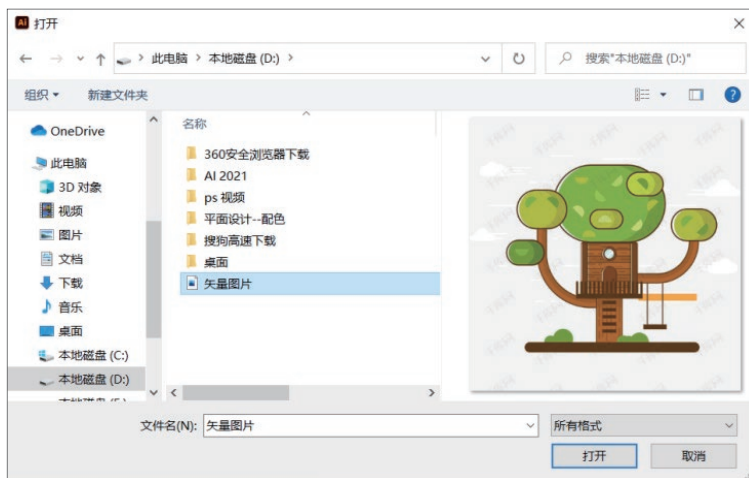 Ai 打开
此电脑 > 本地磁盘 (D:) >
搜索"本地磁盘 (D:)"
组织
新建文件夹
OneDrive
此电脑
3D 对象
视频
图片
文档
下载
音乐
桌面
本地磁盘 (C:)
本地磁盘 (D:)
名称
360安全浏览器下载
AI 2021
ps 视频
平面设计--配色
搜狗高速下载
桌面
矢量图片
文件名(N): 矢量图片
所有格式
打开
取消